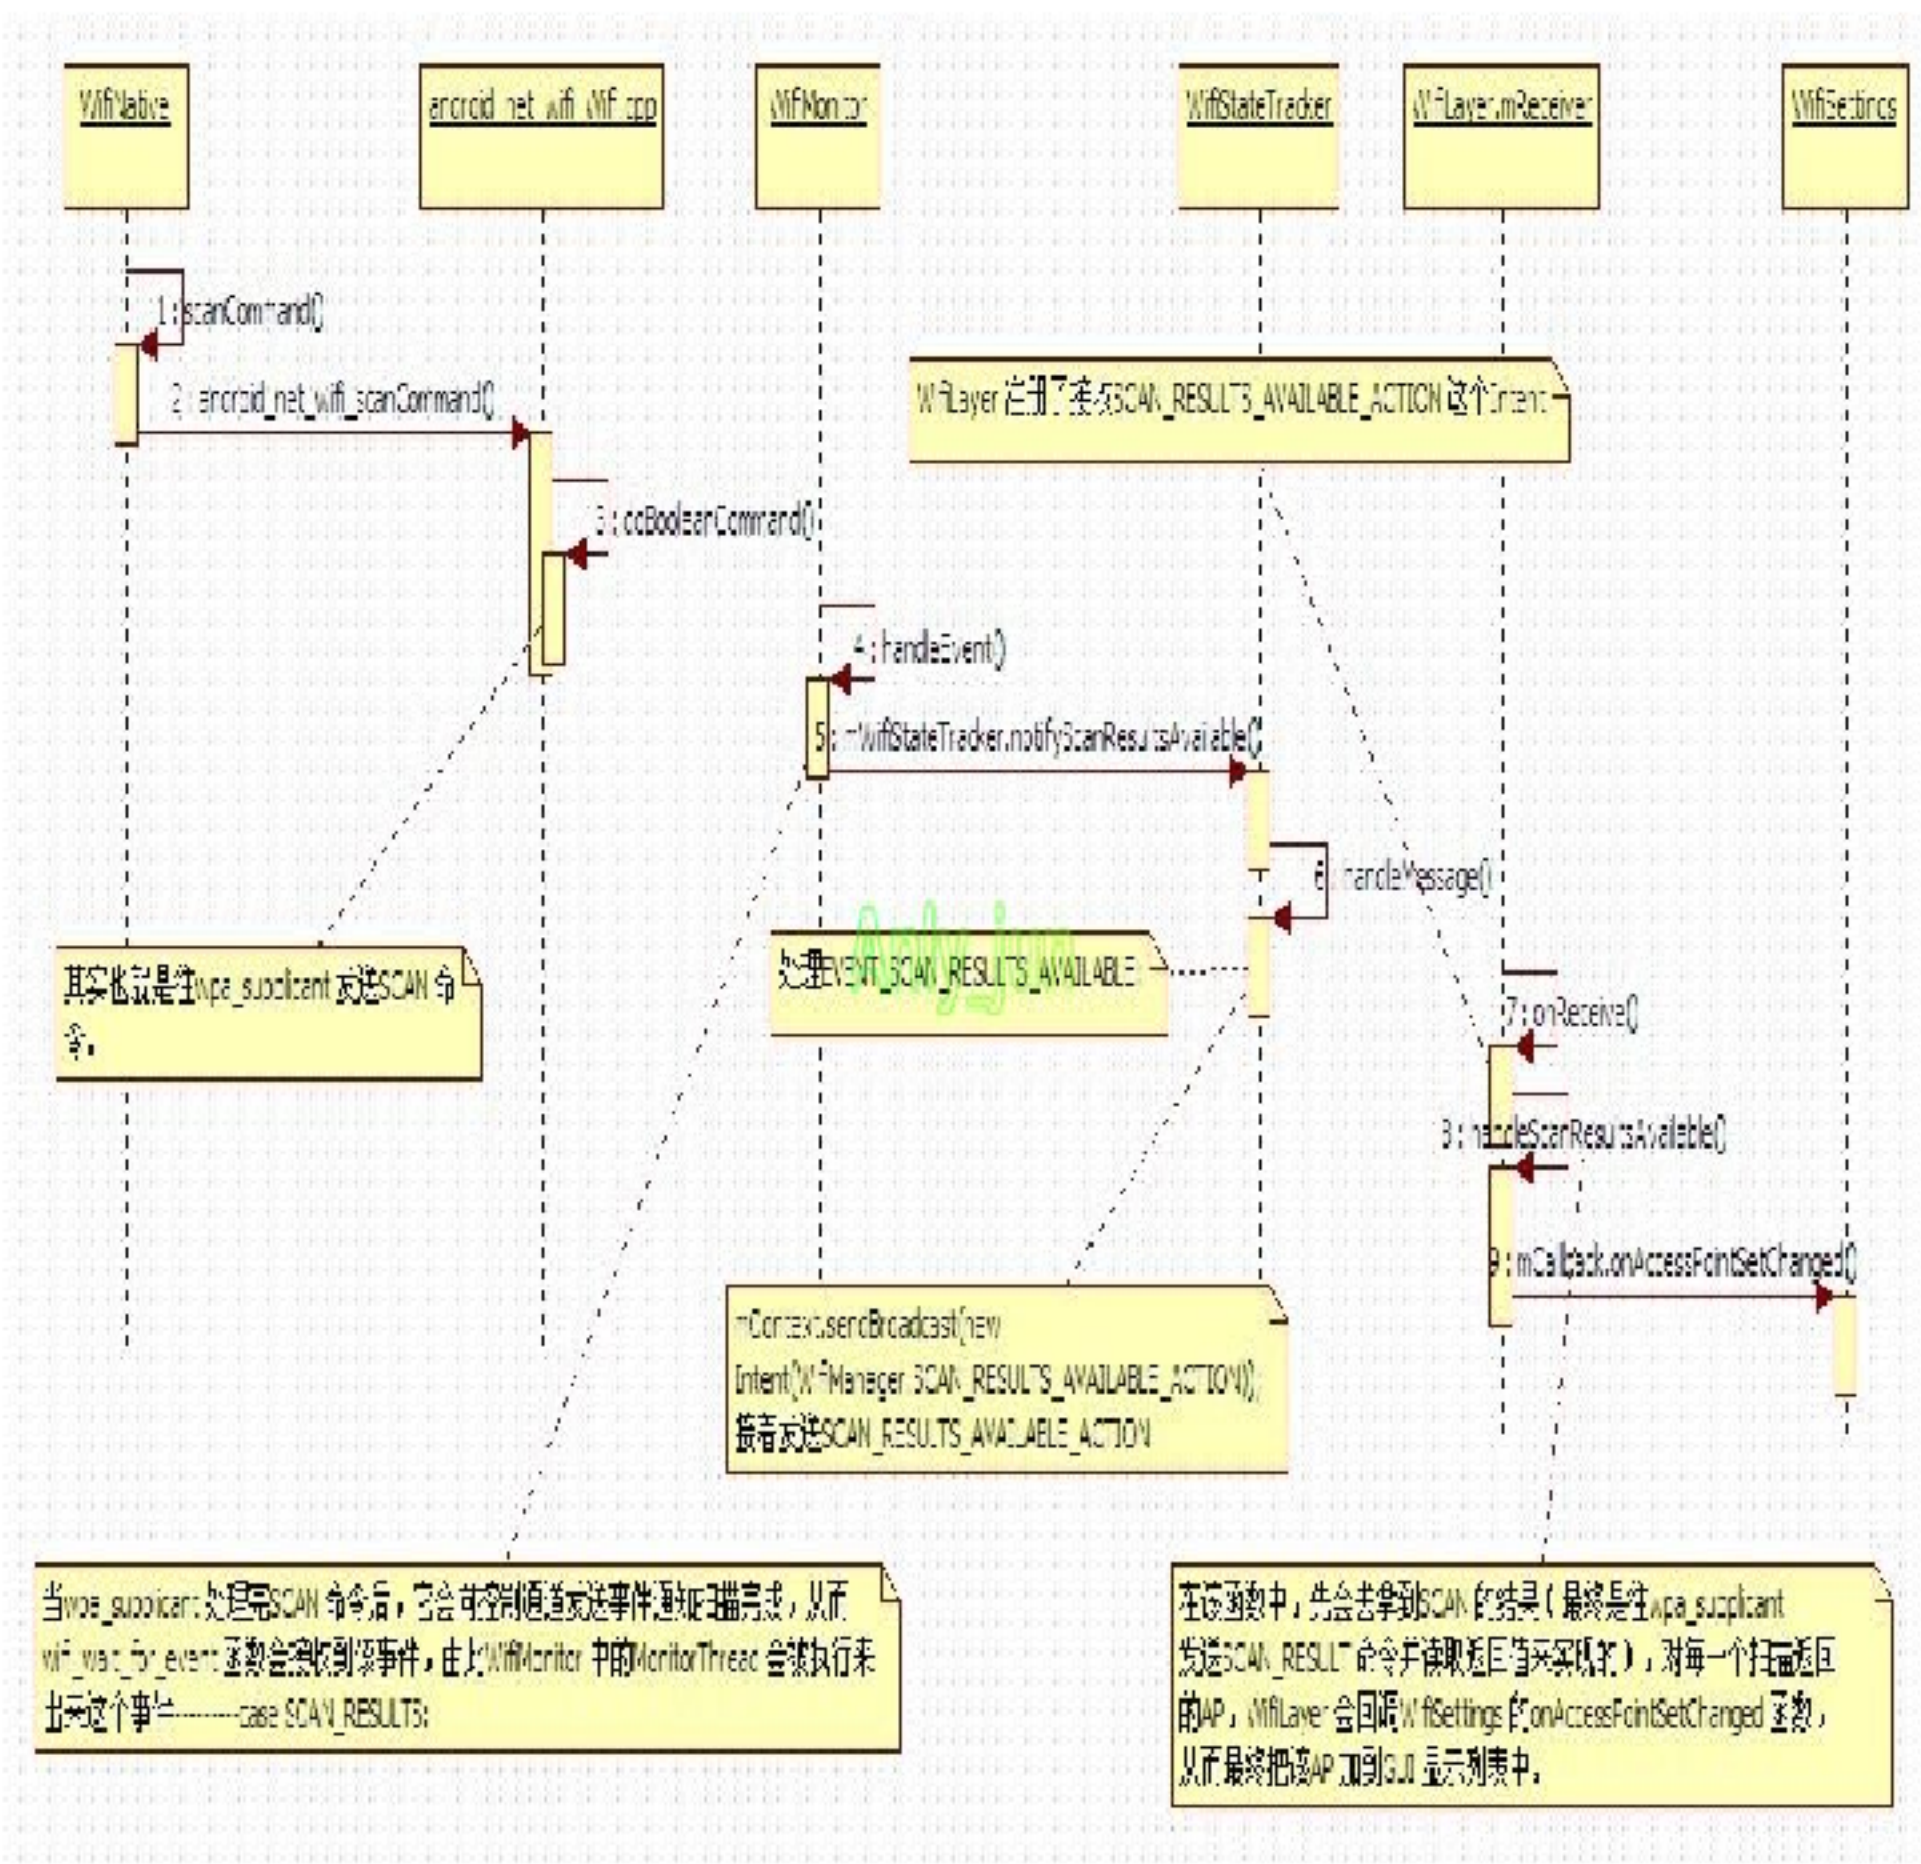 WifiNative
android_net_wifi_Wifi.cpp
WifiMonitor
WifiStateTracker
WifiLayer.mReceiver
WifiSettings
1 : scanCommand()
2 : android_net_wifi_scanCommand()
WifiLayer 注册了接收SCAN_RESULTS_AVAILABLE_ACTION 这个Intent
3 : doBooleanCommand()
4 : handleEvent()
5 : mWifiStateTracker.notifyScanResultsAvailable()
6 : handleMessage()
Anly_jun
处理EVENT_SCAN_RESULTS_AVAILABLE
其实也就是往wpa_supplicant 发送SCAN 命
令。
7 : onReceive()
8 : handleScanResultsAvailable()
9 : mCallback.onAccessPointSetChanged()
mContext.sendBroadcast(new
Intent(WifiManager.SCAN_RESULTS_AVAILABLE_ACTION));
接着发送SCAN_RESULTS_AVAILABLE_ACTION
当wpa_supplicant 处理完SCAN 命令后，它会向控制通道发送事件通知扫描完成，从而
wifi_wait_for_event 函数会接收到该事件，由此WifiMonitor 中的MonitorThread 会被执行来
出来这个事件---------case SCAN_RESULTS:
在该函数中，先会去拿到SCAN 的结果（最终是往wpa_supplicant
发送SCAN_RESULT 命令并读取返回值来实现的），对每一个扫描返回
的AP，WifiLayer 会回调WifiSettings 的onAccessPointSetChanged 函数，
从而最终把该AP 加到GUI 显示列表中。